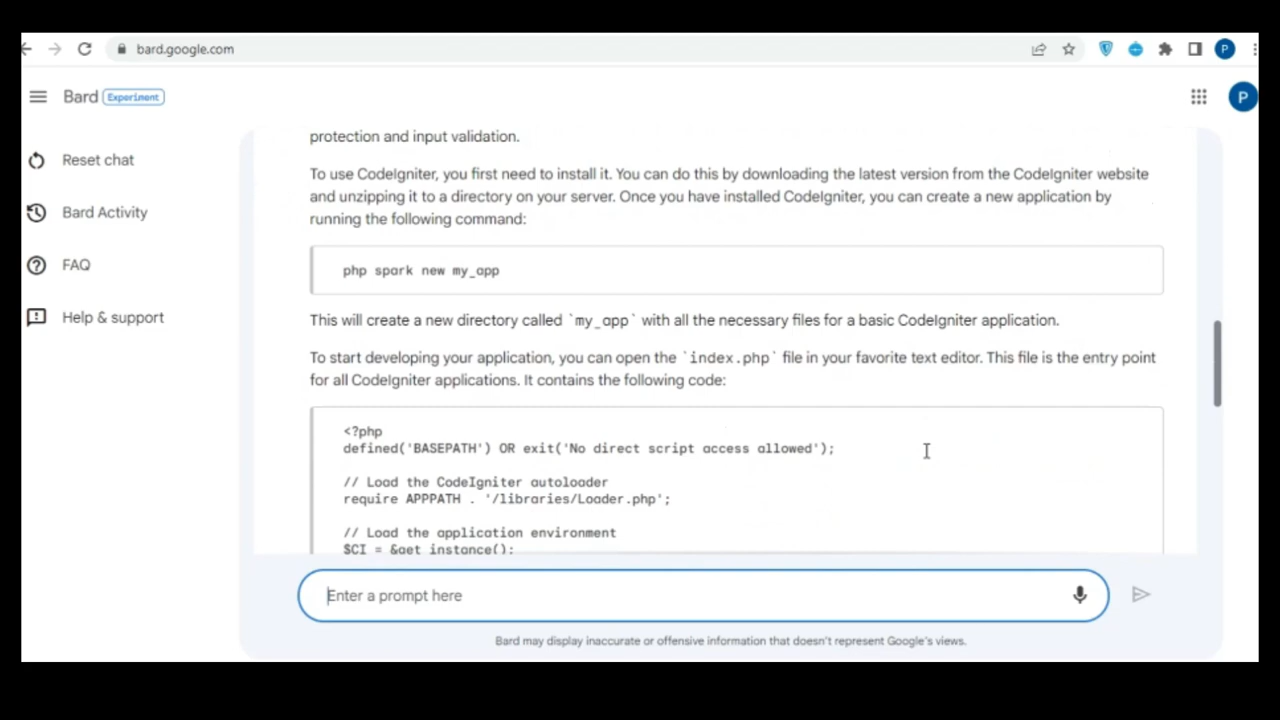 bard.google.com
P
Bard Experiment
P
Reset chat
Bard Activity
FAQ
Help & support
protection and input validation.
To use CodeIgniter, you first need to install it. You can do this by downloading the latest version from the CodeIgniter website
and unzipping it to a directory on your server. Once you have installed CodeIgniter, you can create a new application by
running the following command:
php spark new my_app
This will create a new directory called `my_app` with all the necessary files for a basic CodeIgniter application.
To start developing your application, you can open the `index.php` file in your favorite text editor. This file is the entry point
for all CodeIgniter applications. It contains the following code:
<?php
defined('BASEPATH') OR exit('No direct script access allowed');
// Load the CodeIgniter autoloader
require APPPATH . '/libraries/Loader.php';
// Load the application environment
$CI = &get_instance();
Enter a prompt here
Bard may display inaccurate or offensive information that doesn't represent Google's views.